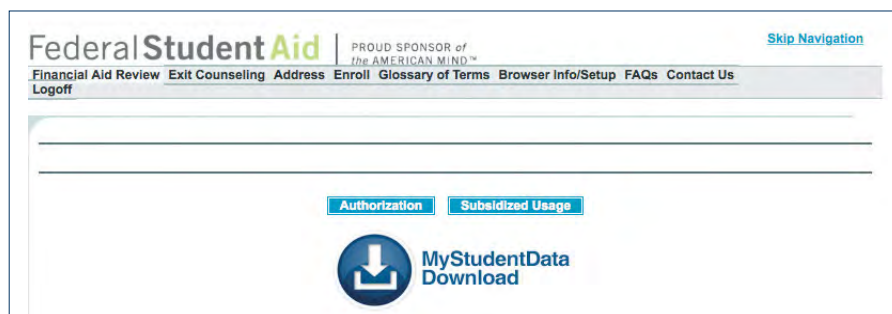 Skip Navigation
Federal Student Aid
PROUD SPONSOR of
the AMERICAN MIND™
Financial Aid Review Exit Counseling Address Enroll Glossary of Terms Browser Info/Setup FAQs Contact Us
Logoff
Authorization Subsidized Usage
MyStudentData
Download